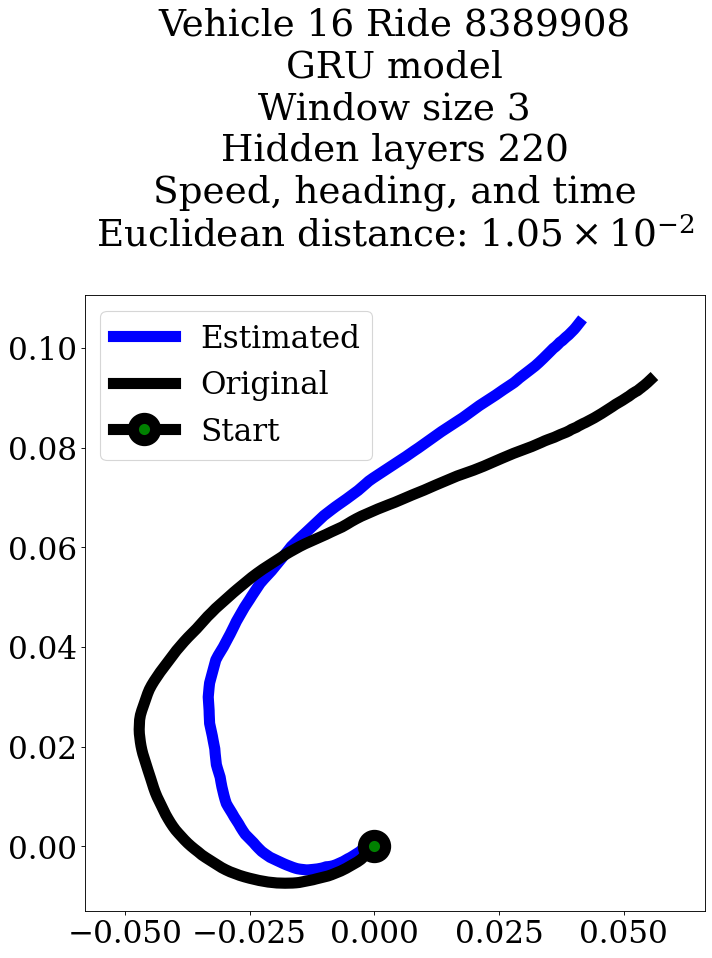 Vehicle 16 Ride 8389908
GRU model
Window size 3
Hidden layers 220
Speed, heading, and time
Euclidean distance: 1.05 × 10⁻²
Estimated
Original
Start
0.10
0.08
0.06
0.04
0.02
0.00
−0.050 −0.025 0.000 0.025 0.050